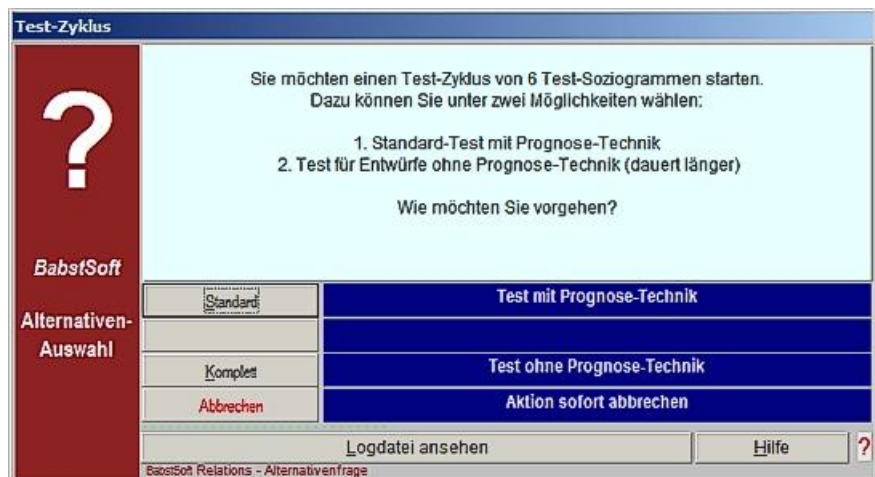 Test-Zyklus
?
BabstSoft
Alternativen-
Auswahl
Sie möchten einen Test-Zyklus von 6 Test-Soziogrammen starten.
Dazu können Sie unter zwei Möglichkeiten wählen:
1. Standard-Test mit Prognose-Technik
2. Test für Entwürfe ohne Prognose-Technik (dauert länger)
Wie möchten Sie vorgehen?
Standard Test mit Prognose-Technik
Komplett Test ohne Prognose-Technik
Abbrechen Aktion sofort abbrechen
Logdatei ansehen Hilfe ?
BabstSoft Relations - Alternativenfrage